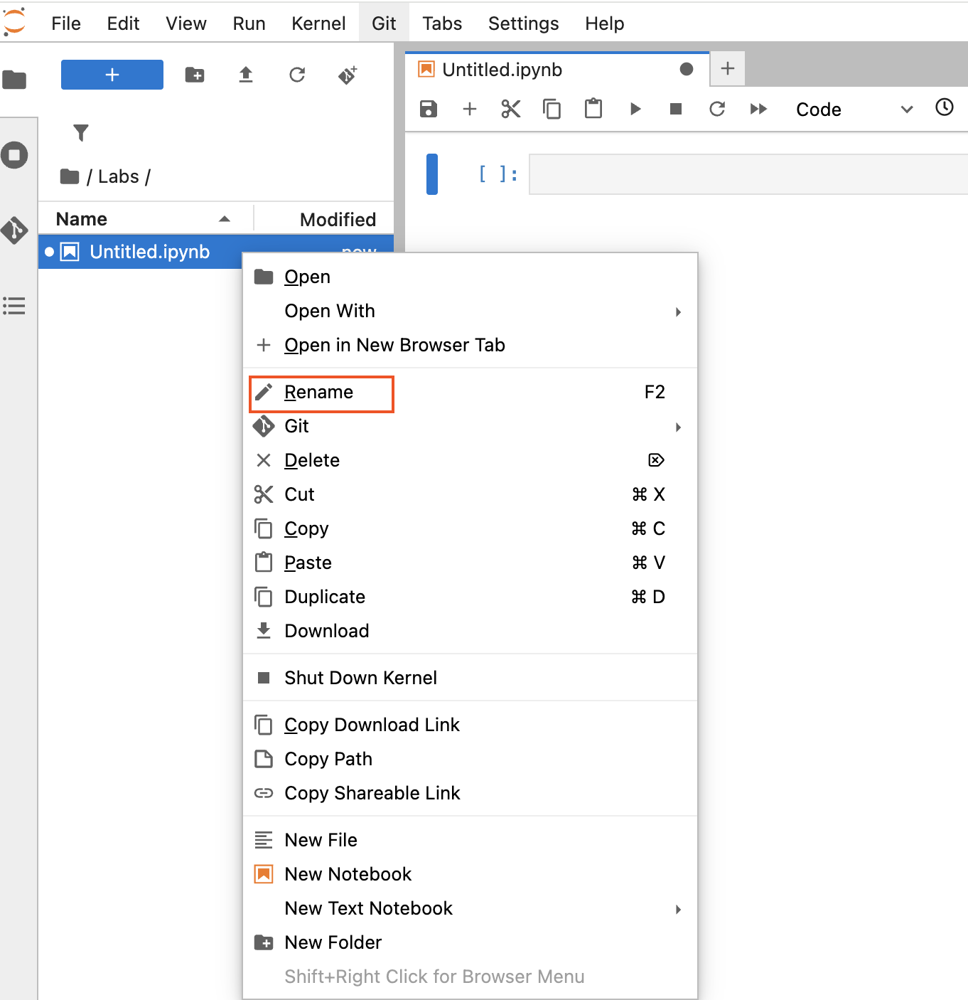 File Edit View Run Kernel Git Tabs Settings Help
Untitled.ipynb
Code
/ Labs /
[ ]:
Name Modified
Untitled.ipynb now
Open
Open With
Open in New Browser Tab
Rename F2
Git
Delete
Cut ⌘ X
Copy ⌘ C
Paste ⌘ V
Duplicate ⌘ D
Download
Shut Down Kernel
Copy Download Link
Copy Path
Copy Shareable Link
New File
New Notebook
New Text Notebook
New Folder
Shift+Right Click for Browser Menu